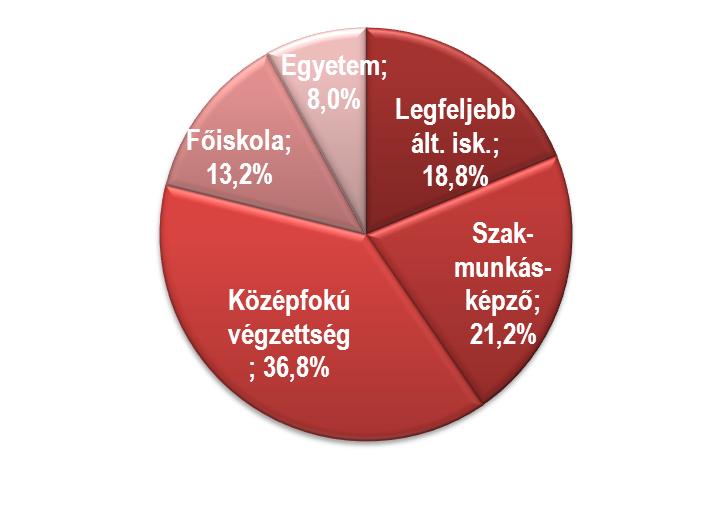 Egyetem;
8,0%
Legfeljebb
ált. isk.;
18,8%
Főiskola;
13,2%
Szak-
munkás-
képző;
21,2%
Középfokú
végzettség
; 36,8%